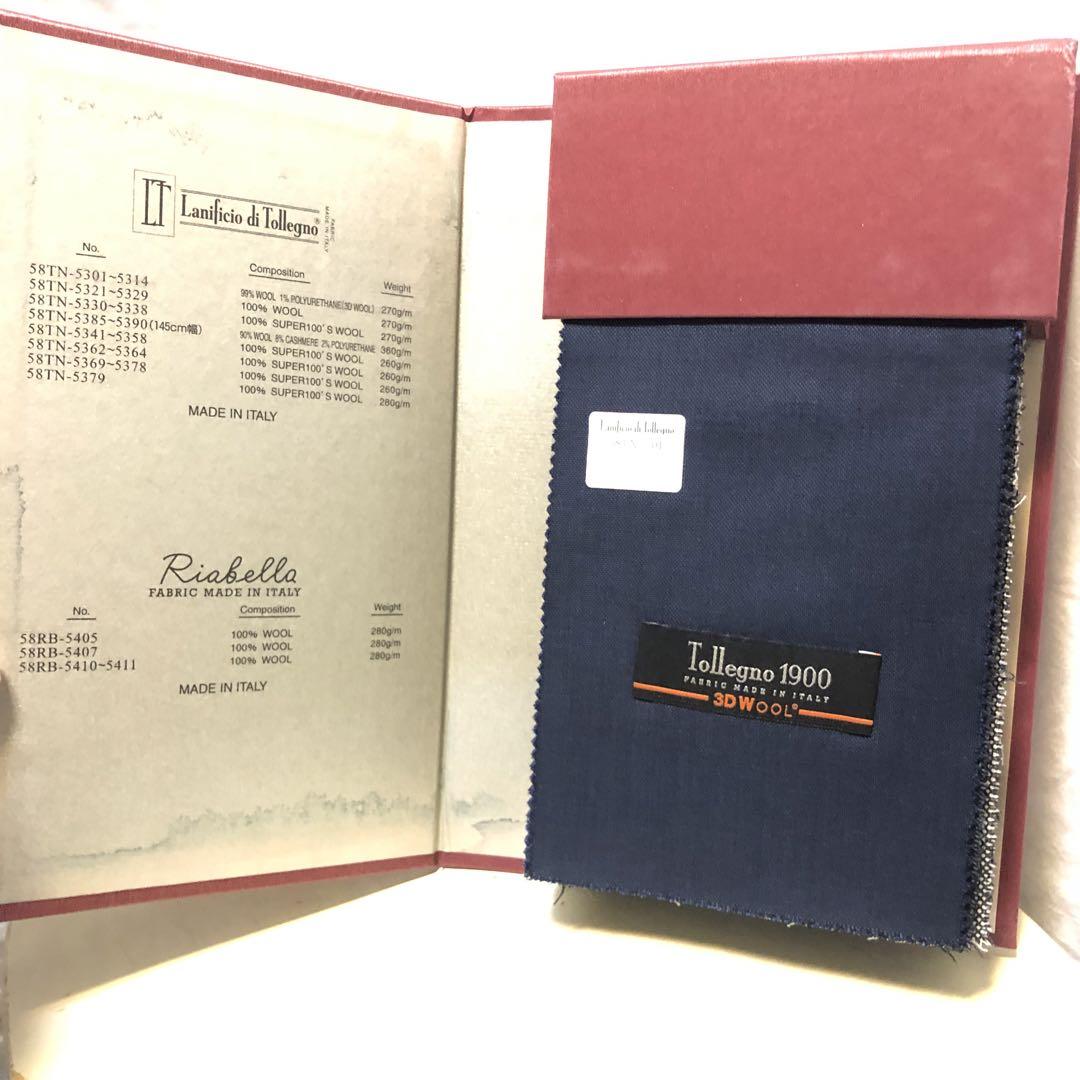 LT Lanificio di Tollegno®
FABRIC
MADE IN ITALY
No. Composition Weight
58TN-5301~5314 99% WOOL 1% POLYURETHANE(3D WOOL) 270g/m
58TN-5321~5329 100% WOOL 270g/m
58TN-5330~5338 100% SUPER100'S WOOL 270g/m
58TN-5385~5390(145cm幅) 90% WOOL 8% CASHMERE 2% POLYURETHANE 360g/m
58TN-5341~5358 100% SUPER100'S WOOL 260g/m
58TN-5362~5364 100% SUPER100'S WOOL 260g/m
58TN-5369~5378 100% SUPER100'S WOOL 260g/m
58TN-5379 100% SUPER100'S WOOL 280g/m
MADE IN ITALY
Riabella
FABRIC MADE IN ITALY
No. Composition Weight
58RB-5405 100% WOOL 280g/m
58RB-5407 100% WOOL 280g/m
58RB-5410~5411 100% WOOL 280g/m
MADE IN ITALY
Lanificio di Tollegno
Tollegno 1900
FABRIC MADE IN ITALY
3D WOOL®